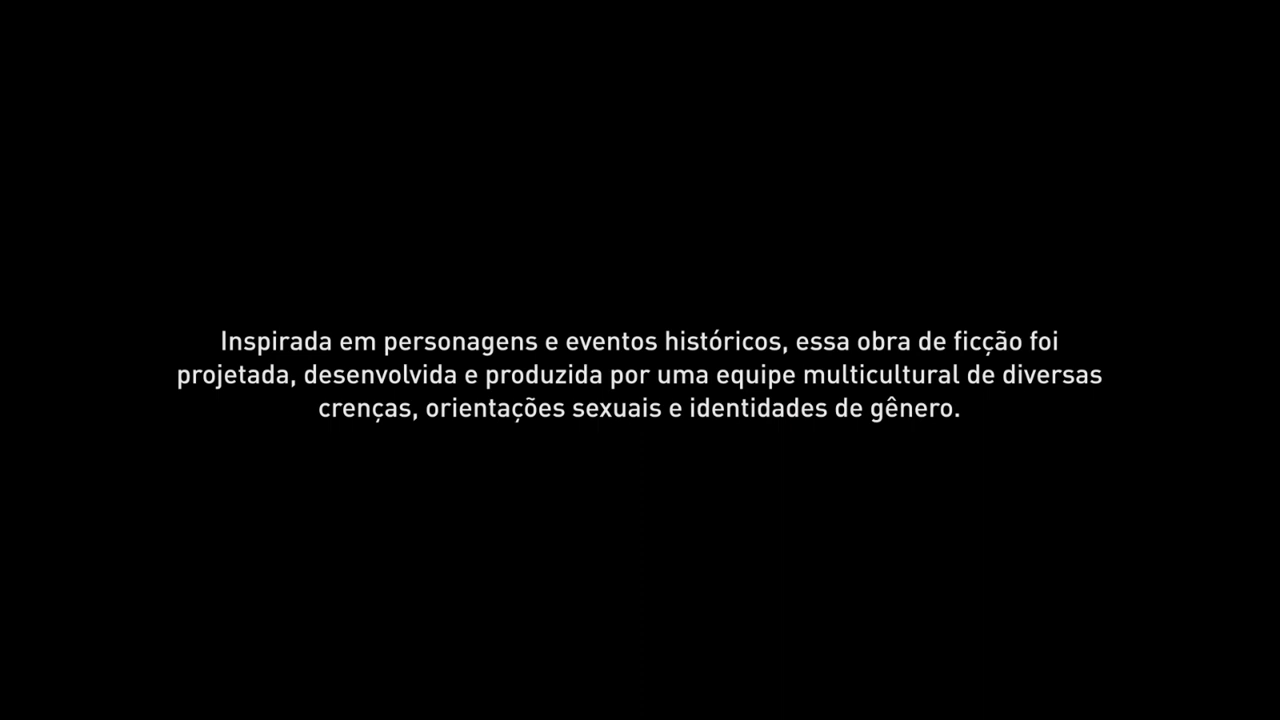 Inspirada em personagens e eventos históricos, essa obra de ficção foi
projetada, desenvolvida e produzida por uma equipe multicultural de diversas
crenças, orientações sexuais e identidades de gênero.